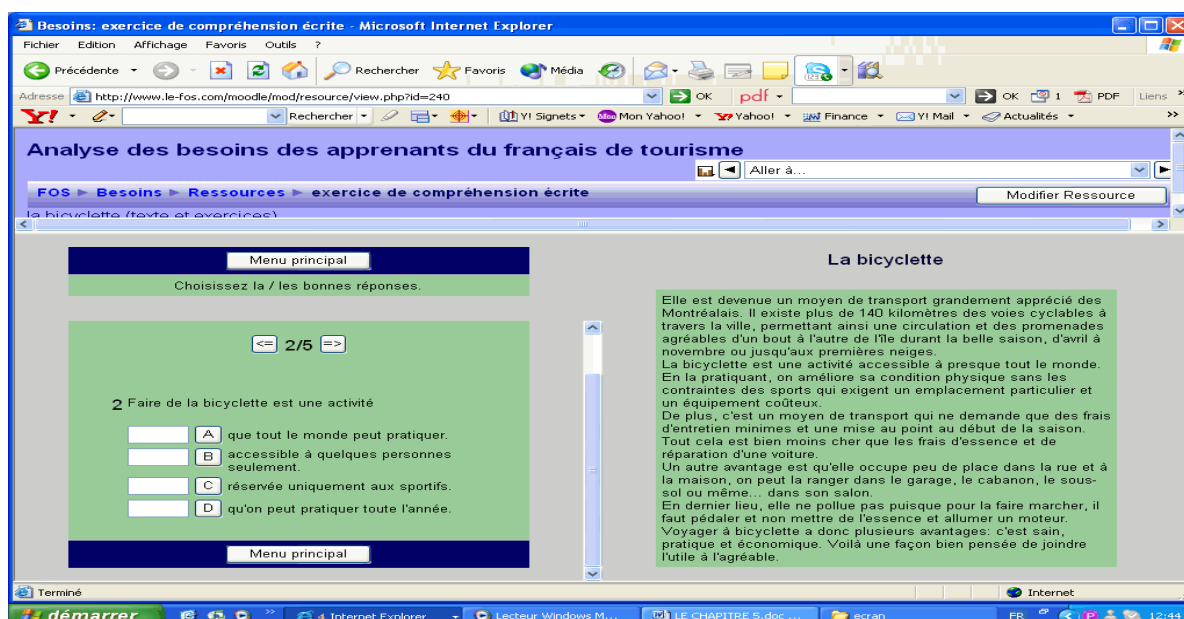 Besoins: exercice de compréhension écrite - Microsoft Internet Explorer
Fichier Edition Affichage Favoris Outils ?
Précédente Rechercher Favoris Média
Adresse http://www.le-fos.com/moodle/mod/resource/view.php?id=240 OK pdf OK 1 PDF Liens »
Y! Rechercher Y! Signets Mon Yahoo! Yahoo! Finance Y! Mail Actualités »
Analyse des besoins des apprenants du français de tourisme
Aller à...
FOS ► Besoins ► Ressources ► exercice de compréhension écrite
Modifier Ressource
la bicyclette (texte et exercices)
Menu principal
Choisissez la / les bonnes réponses.
<= 2/5 =>
2 Faire de la bicyclette est une activité
A que tout le monde peut pratiquer.
B accessible à quelques personnes
seulement.
C réservée uniquement aux sportifs.
D qu'on peut pratiquer toute l'année.
Menu principal
La bicyclette
Elle est devenue un moyen de transport grandement apprécié des
Montréalais. Il existe plus de 140 kilomètres des voies cyclables à
travers la ville, permettant ainsi une circulation et des promenades
agréables d'un bout à l'autre de l'île durant la belle saison, d'avril à
novembre ou jusqu'aux premières neiges.
La bicyclette est une activité accessible à presque tout le monde.
En la pratiquant, on améliore sa condition physique sans les
contraintes des sports qui exigent un emplacement particulier et
un équipement coûteux.
De plus, c'est un moyen de transport qui ne demande que des frais
d'entretien minimes et une mise au point au début de la saison.
Tout cela est bien moins cher que les frais d'essence et de
réparation d'une voiture.
Un autre avantage est qu'elle occupe peu de place dans la rue et à
la maison, on peut la ranger dans le garage, le cabanon, le sous-
sol ou même... dans son salon.
En dernier lieu, elle ne pollue pas puisque pour la faire marcher, il
faut pédaler et non mettre de l'essence et allumer un moteur.
Voyager à bicyclette a donc plusieurs avantages: c'est sain,
pratique et économique. Voilà une façon bien pensée de joindre
l'utile à l'agréable.
Terminé
Internet
démarrer » 4 Internet Explorer Lecteur Windows M... LE CHAPITRE 5.doc ... ecran FR 12:44